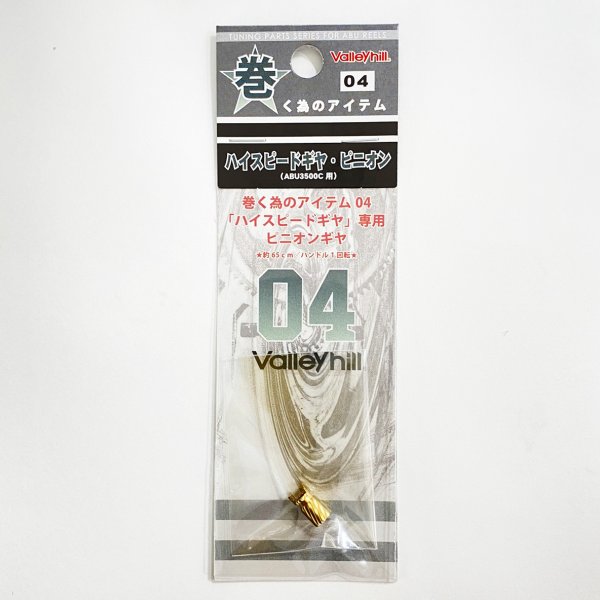 TUNING PARTS SERIES FOR ABU REELS
Valleyhill
巻
04
く為のアイテム
ハイスピードギヤ・ピニオン
(ABU3500C 用)
巻く為のアイテム 04
「ハイスピードギヤ」専用
ピニオンギヤ
★約65cm/ハンドル1回転★
04
Valleyhill